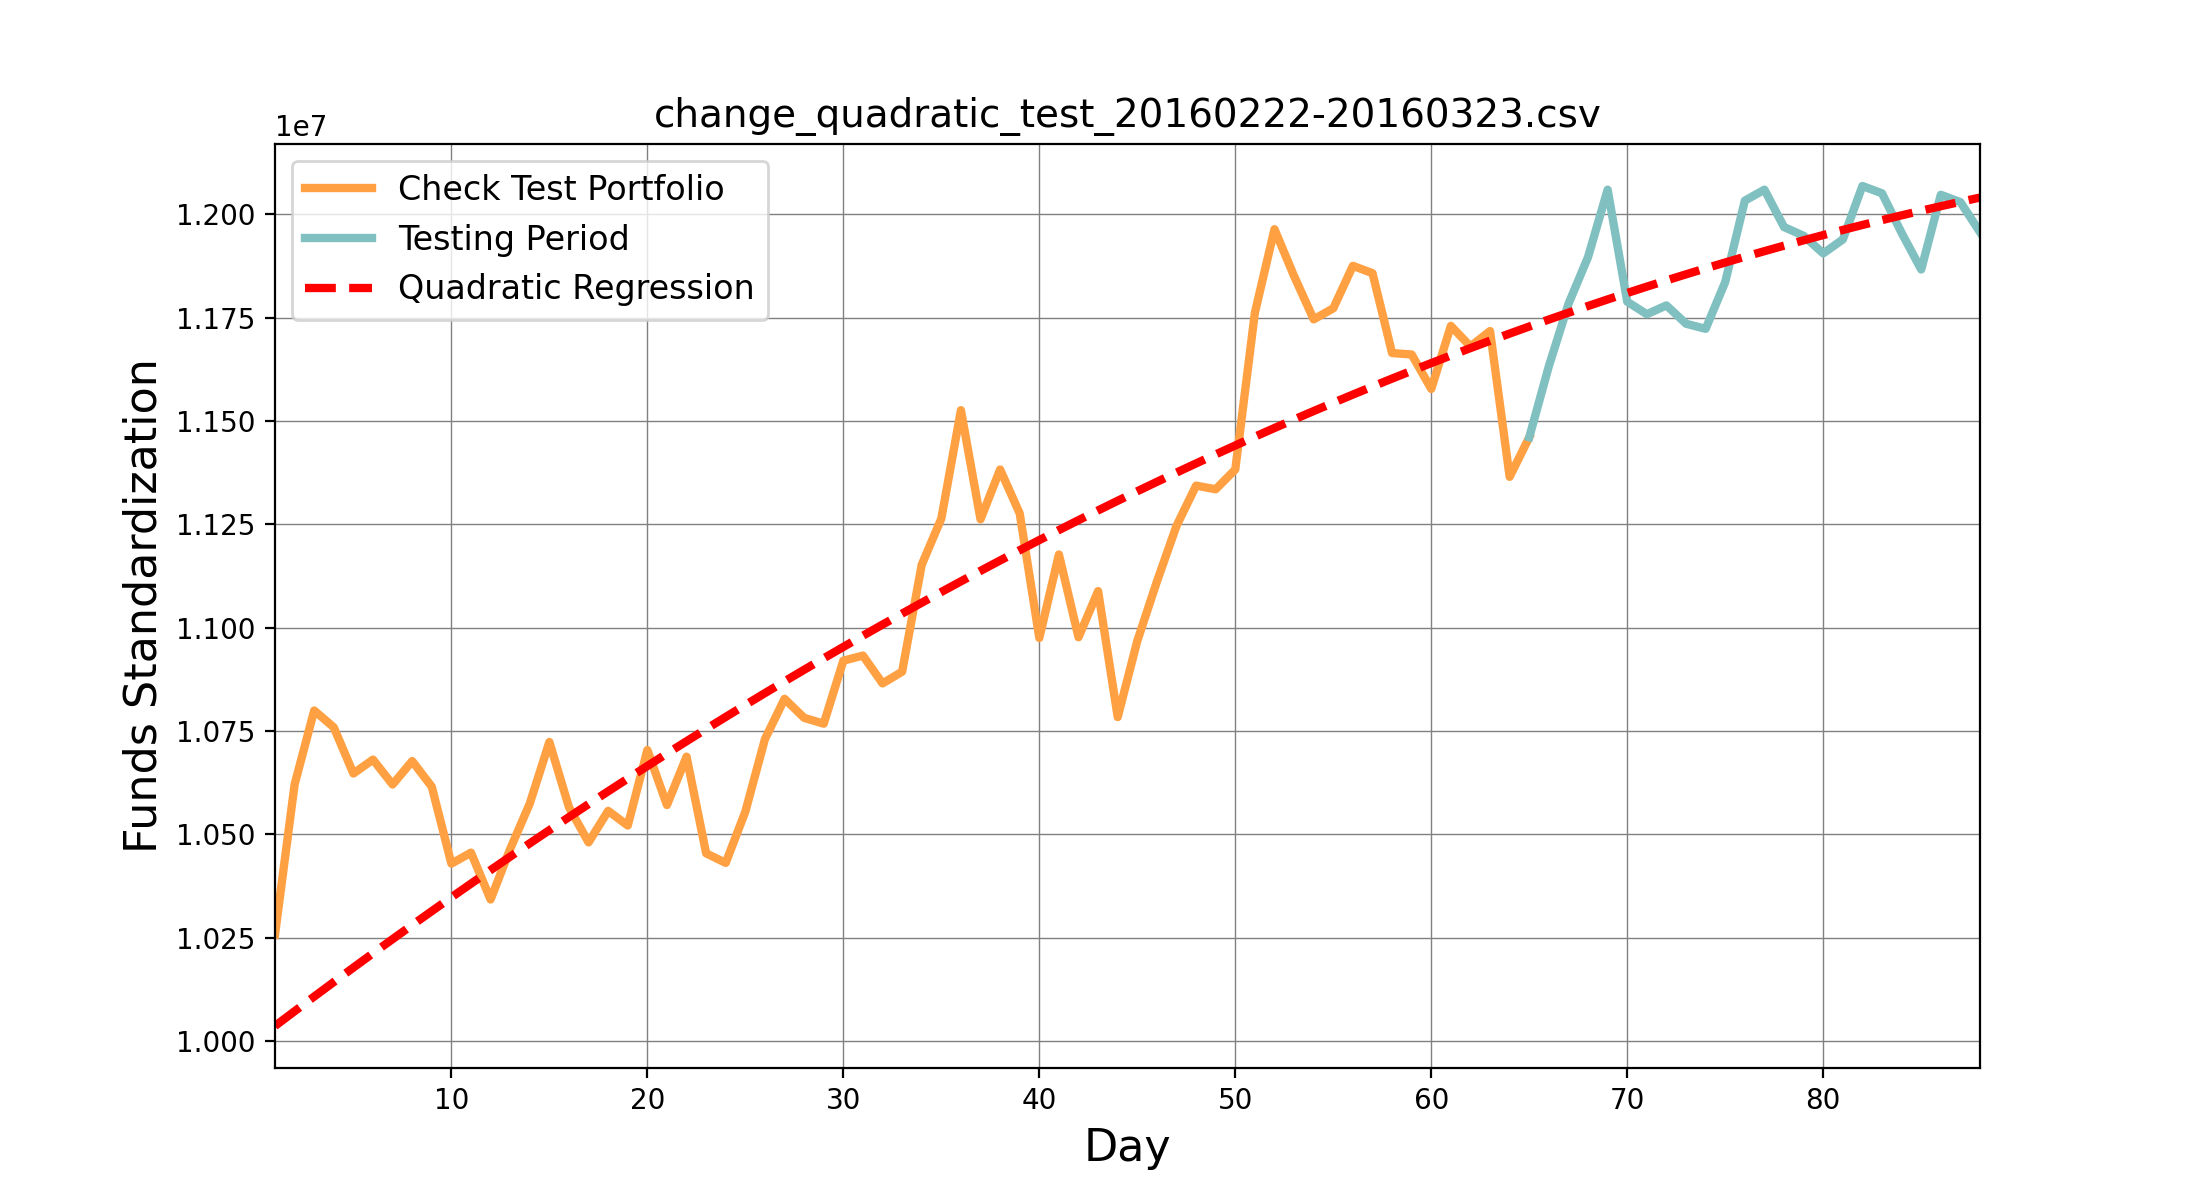 change_quadratic_test_20160222-20160323.csv
1e7
Check Test Portfolio
Testing Period
Quadratic Regression
1.200
1.175
1.150
1.125
1.100
1.075
1.050
1.025
1.000
Funds Standardization
10 20 30 40 50 60 70 80
Day